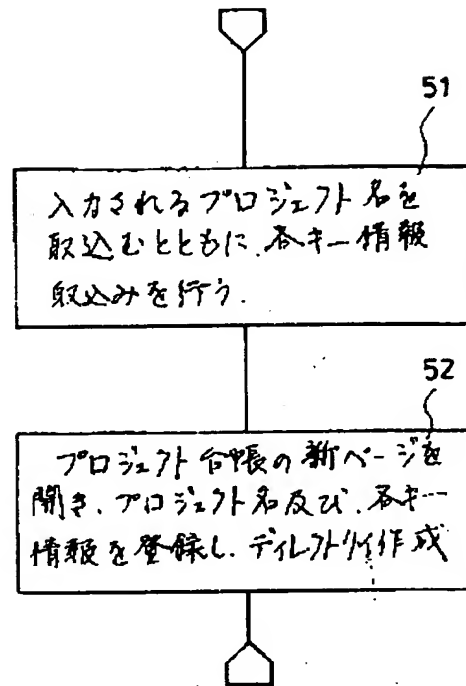 51
入力されるプロジェクト名を
取込むとともに、各キー情報
取込みを行う.
52
プロジェクト台帳の新ページを
開き、プロジェクト名及び、各キー
情報を登録し、ディレクトリイ作成